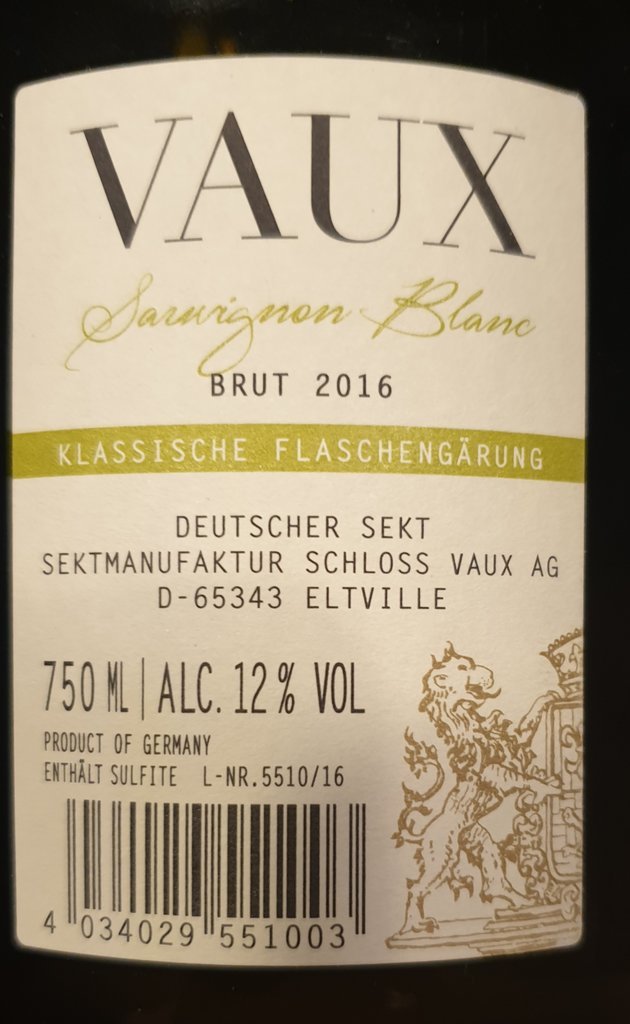 VAUX
Sauvignon Blanc
BRUT 2016
KLASSISCHE FLASCHENGÄRUNG
DEUTSCHER SEKT
SEKTMANUFAKTUR SCHLOSS VAUX AG
D-65343 ELTVILLE
750 ML | ALC. 12% VOL
PRODUCT OF GERMANY
ENTHÄLT SULFITE L-NR.5510/16
4 034029 551003